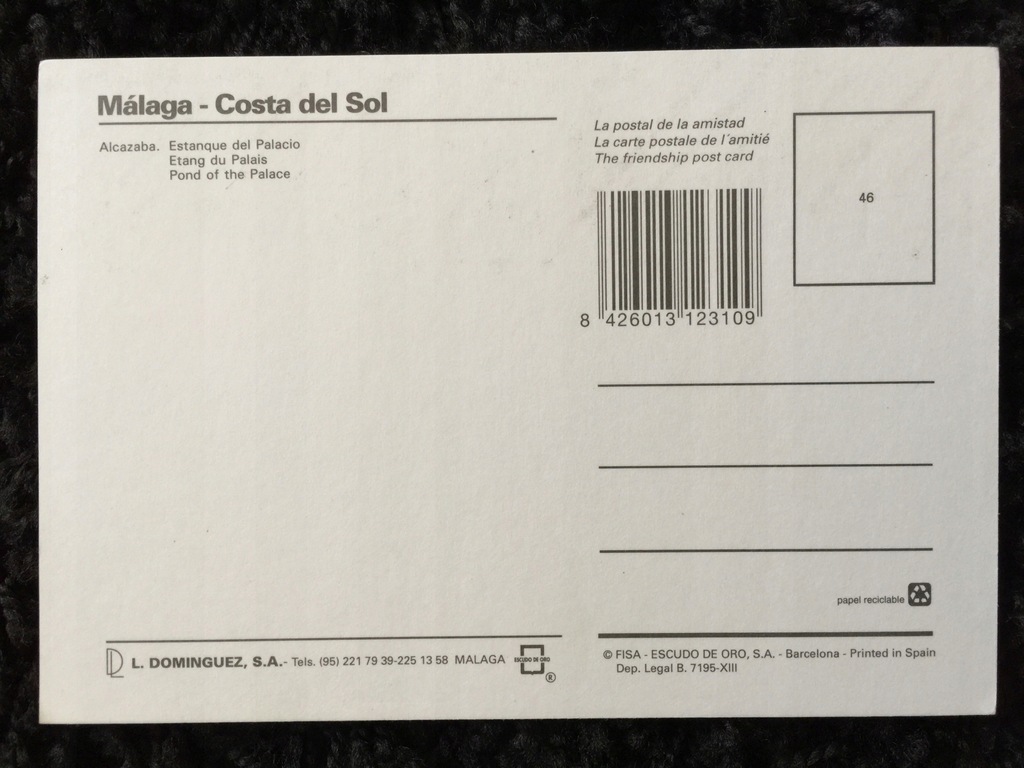 Málaga - Costa del Sol
Alcazaba. Estanque del Palacio
Etang du Palais
Pond of the Palace
La postal de la amistad
La carte postale de l´amitié
The friendship post card
46
8 426013 123109
papel reciclable
L. DOMINGUEZ, S.A.- Tels. (95) 221 79 39-225 13 58 MALAGA
ESCUDO DE ORO
®
© FISA - ESCUDO DE ORO, S.A. - Barcelona - Printed in Spain
Dep. Legal B. 7195-XIII